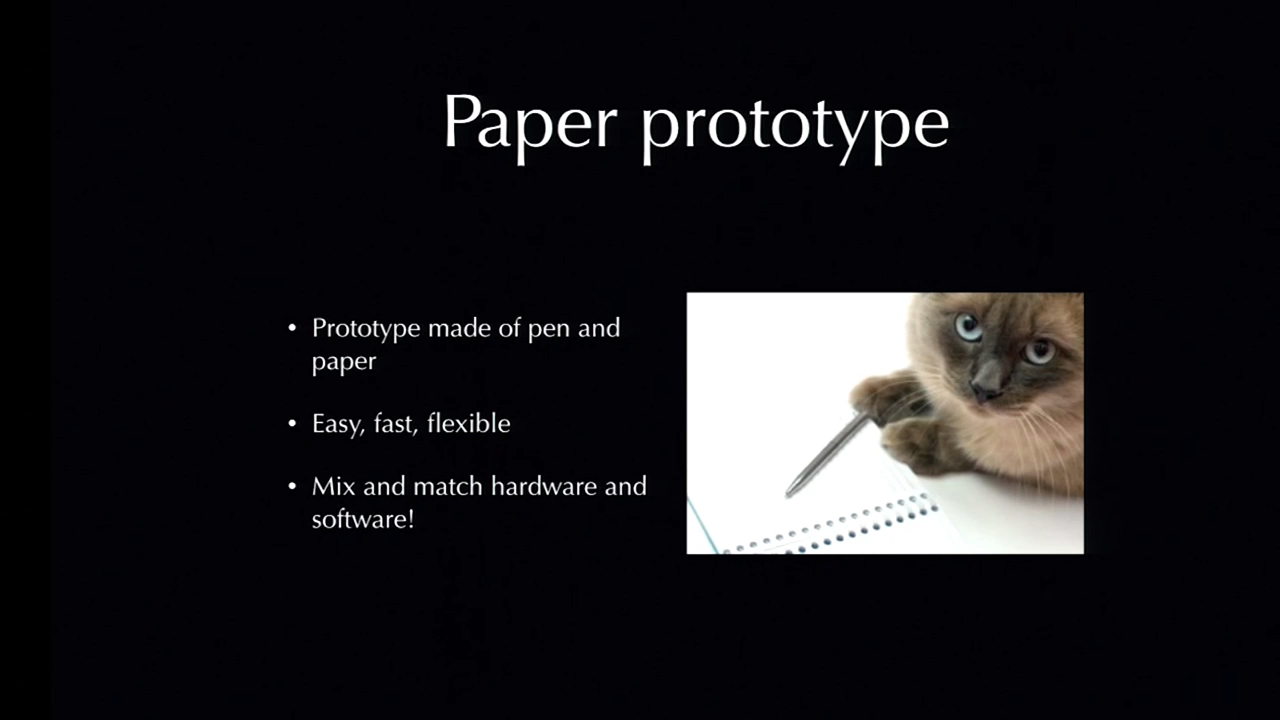 Paper prototype
• Prototype made of pen and
paper
• Easy, fast, flexible
• Mix and match hardware and
software!